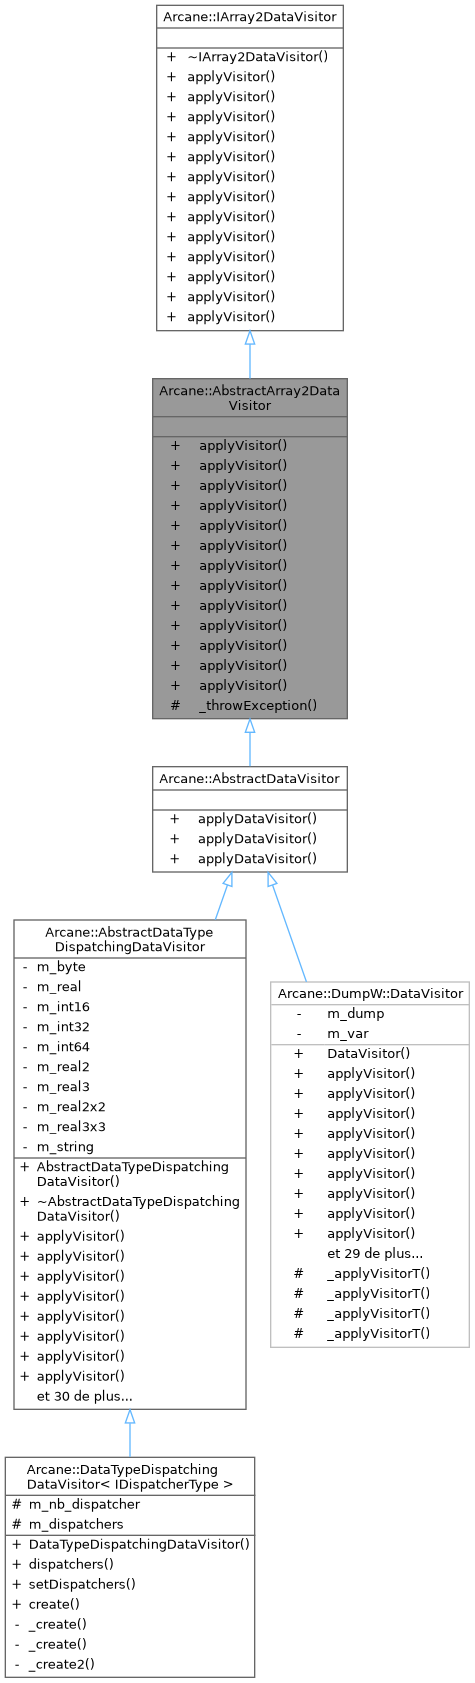 Arcane::IArray2DataVisitor
+ ~IArray2DataVisitor()
+ applyVisitor()
+ applyVisitor()
+ applyVisitor()
+ applyVisitor()
+ applyVisitor()
+ applyVisitor()
+ applyVisitor()
+ applyVisitor()
+ applyVisitor()
+ applyVisitor()
+ applyVisitor()
+ applyVisitor()
+ applyVisitor()
Arcane::AbstractArray2Data
Visitor
+ applyVisitor()
+ applyVisitor()
+ applyVisitor()
+ applyVisitor()
+ applyVisitor()
+ applyVisitor()
+ applyVisitor()
+ applyVisitor()
+ applyVisitor()
+ applyVisitor()
+ applyVisitor()
+ applyVisitor()
+ applyVisitor()
# _throwException()
Arcane::AbstractDataVisitor
+ applyDataVisitor()
+ applyDataVisitor()
+ applyDataVisitor()
Arcane::AbstractDataType
DispatchingDataVisitor
- m_byte
- m_real
- m_int16
- m_int32
- m_int64
- m_real2
- m_real3
- m_real2x2
- m_real3x3
- m_string
+ AbstractDataTypeDispatching
DataVisitor()
+ ~AbstractDataTypeDispatching
DataVisitor()
+ applyVisitor()
+ applyVisitor()
+ applyVisitor()
+ applyVisitor()
+ applyVisitor()
+ applyVisitor()
+ applyVisitor()
+ applyVisitor()
et 30 de plus...
Arcane::DumpW::DataVisitor
- m_dump
- m_var
+ DataVisitor()
+ applyVisitor()
+ applyVisitor()
+ applyVisitor()
+ applyVisitor()
+ applyVisitor()
+ applyVisitor()
+ applyVisitor()
+ applyVisitor()
+ applyVisitor()
et 29 de plus...
# _applyVisitorT()
# _applyVisitorT()
# _applyVisitorT()
# _applyVisitorT()
Arcane::DataTypeDispatching
DataVisitor< IDispatcherType >
# m_nb_dispatcher
# m_dispatchers
+ DataTypeDispatchingDataVisitor()
+ dispatchers()
+ setDispatchers()
+ create()
- _create()
- _create()
- _create2()